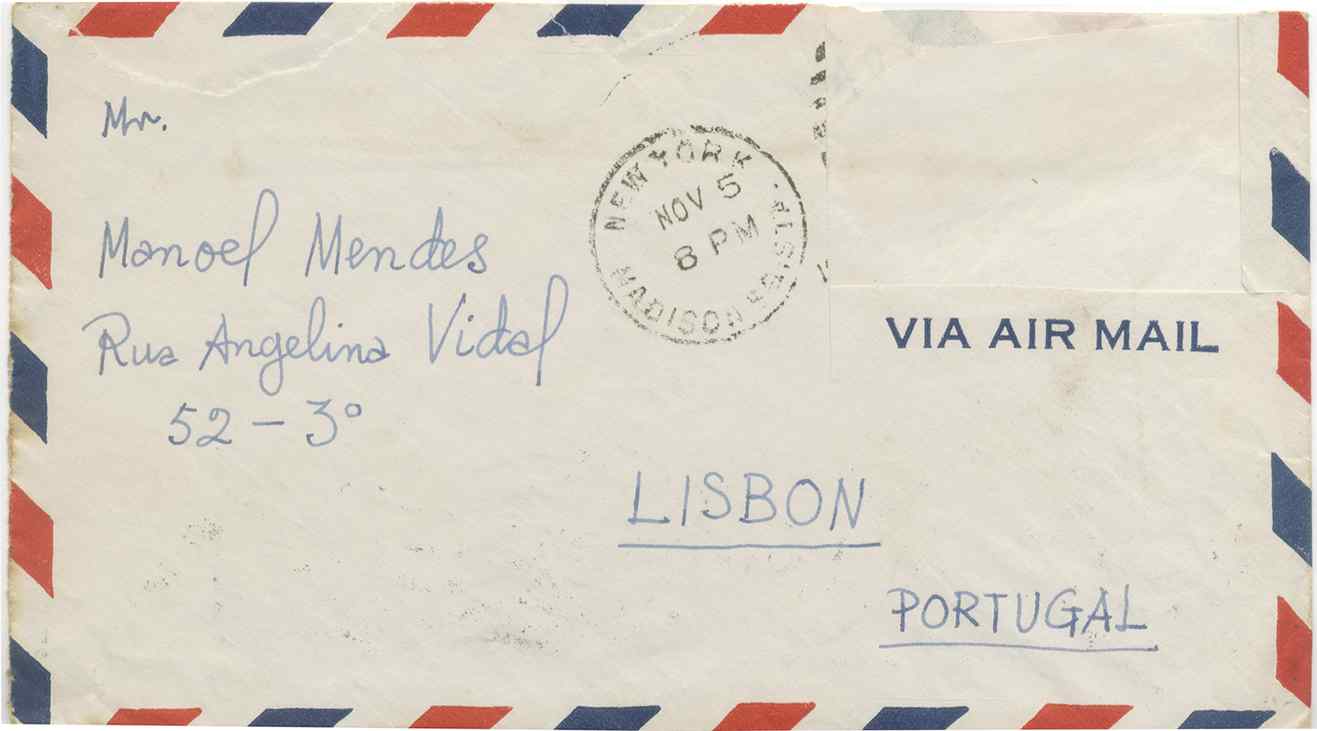 Mr.
Manoel Mendes
Rua Angelina Vidal
52 - 3º
LISBON
PORTUGAL
NEW YORK
NOV 5
8 PM
MADISON SQ. STA.
VIA AIR MAIL